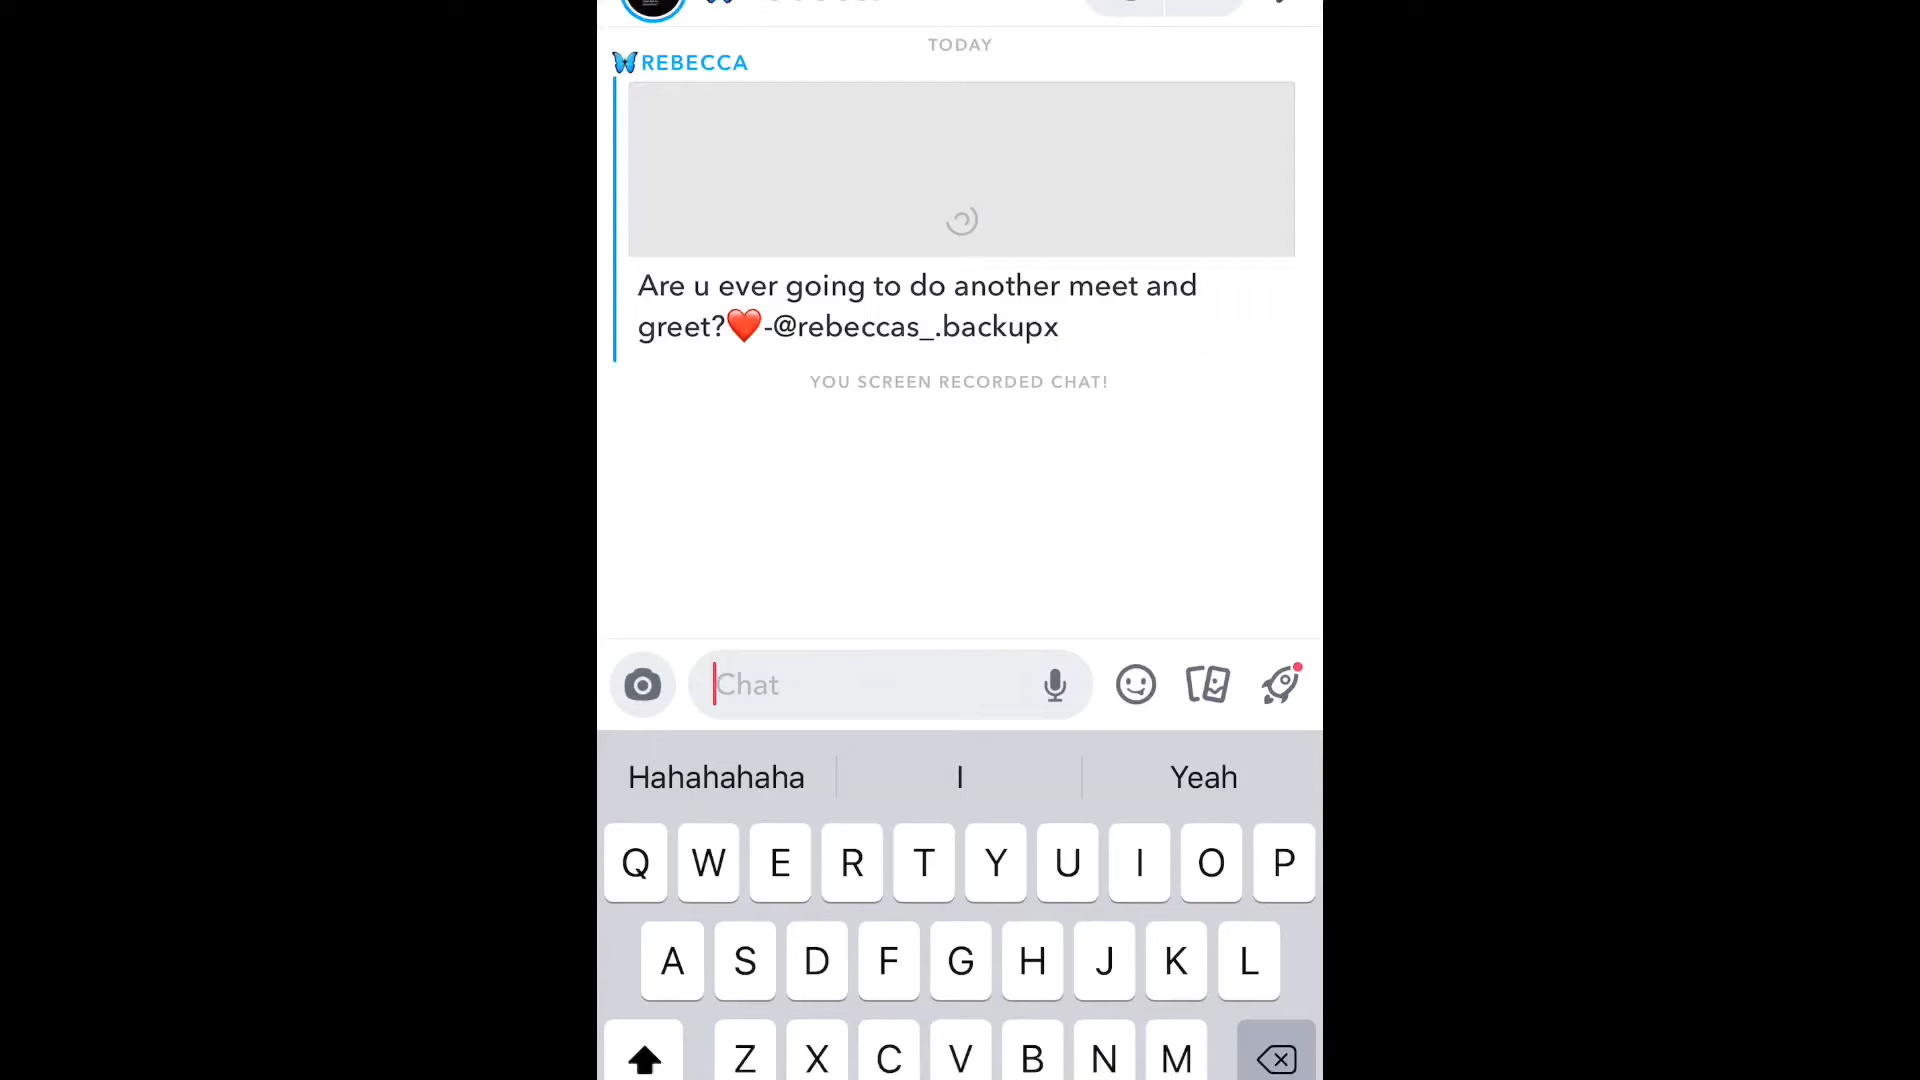 TODAY
🦋REBECCA
Are u ever going to do another meet and
greet?❤️-@rebeccas_.backupx
YOU SCREEN RECORDED CHAT!
Chat
Hahahahaha I Yeah
Q W E R T Y U I O P
A S D F G H J K L
Z X C V B N M